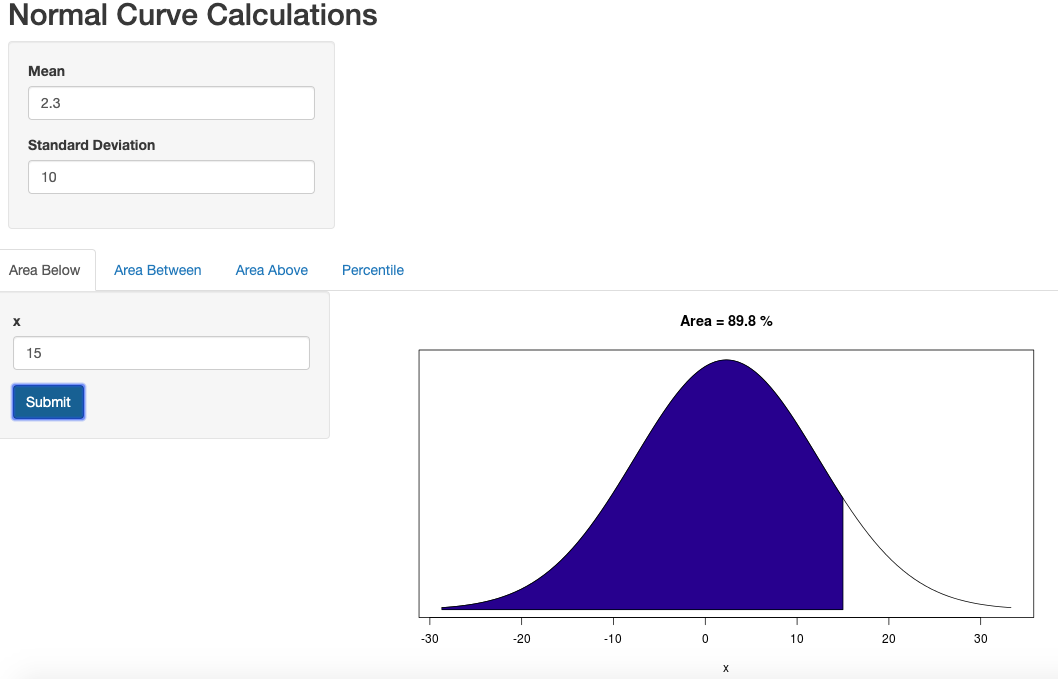 Normal Curve Calculations
Mean
2.3
Standard Deviation
10
Area Below Area Between Area Above Percentile
x
15
Submit
Area = 89.8 %
-30 -20 -10 0 10 20 30
x